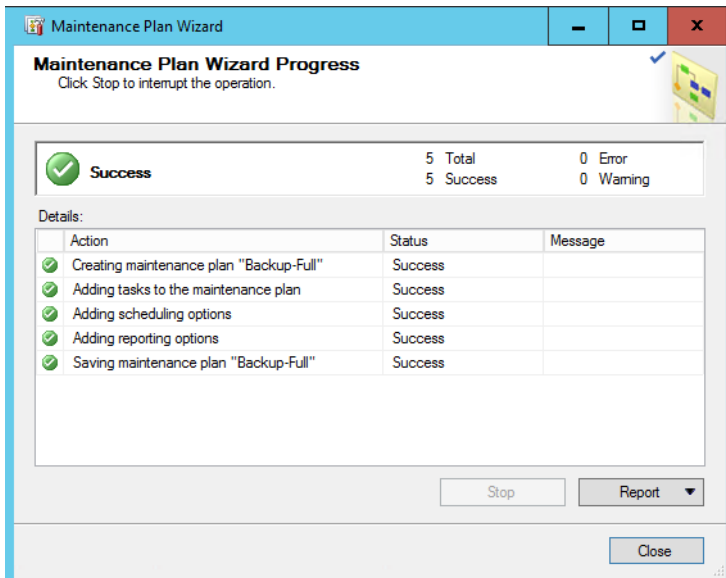 Maintenance Plan Wizard
Maintenance Plan Wizard Progress
Click Stop to interrupt the operation.
Success
5 Total
0 Error
5 Success
0 Warning
Details:
Action Status Message
Creating maintenance plan "Backup-Full" Success
Adding tasks to the maintenance plan Success
Adding scheduling options Success
Adding reporting options Success
Saving maintenance plan "Backup-Full" Success
Stop Report
Close